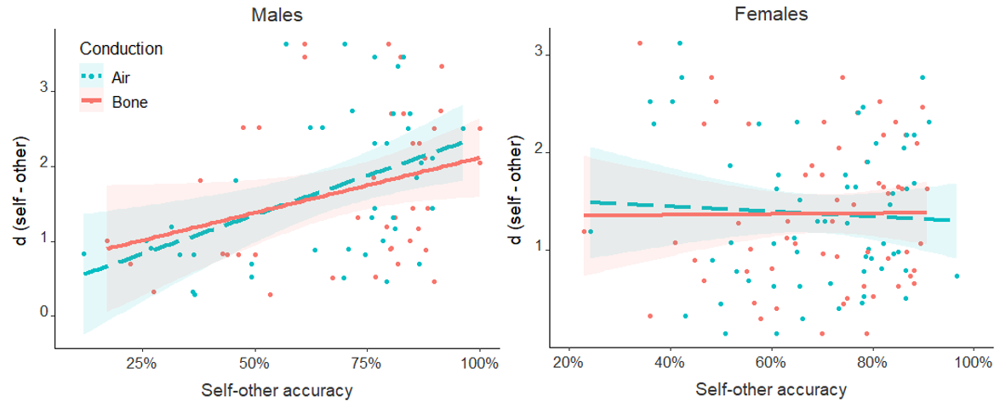 Males
Females
Conduction
Air
Bone
d (self - other)
3
2
1
0
25%
50%
75%
100%
Self-other accuracy
d (self - other)
3
2
1
20%
40%
60%
80%
100%
Self-other accuracy